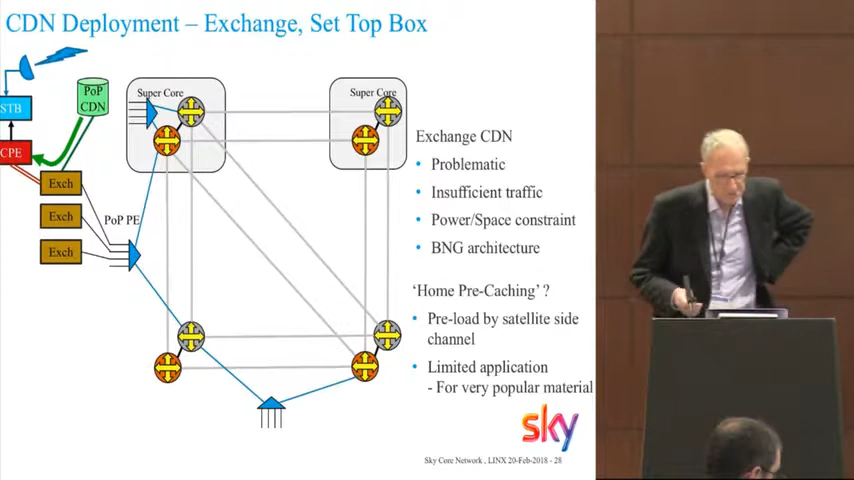 CDN Deployment – Exchange, Set Top Box
PoP
CDN
STB
CPE
Exch
Exch
Exch
PoP PE
Super Core
Super Core
Exchange CDN
• Problematic
• Insufficient traffic
• Power/Space constraint
• BNG architecture
‘Home Pre-Caching’ ?
• Pre-load by satellite side
channel
• Limited application
- For very popular material
sky
Sky Core Network , LINX 20-Feb-2018 - 28